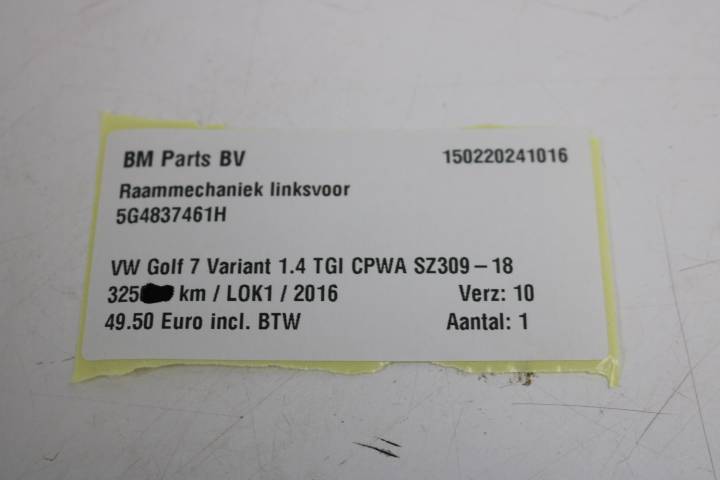 BM Parts BV 150220241016
Raammechaniek linksvoor
5G4837461H
VW Golf 7 Variant 1.4 TGI CPWA SZ309-18
325 km / LOK1 / 2016 Verz: 10
49.50 Euro incl. BTW Aantal: 1